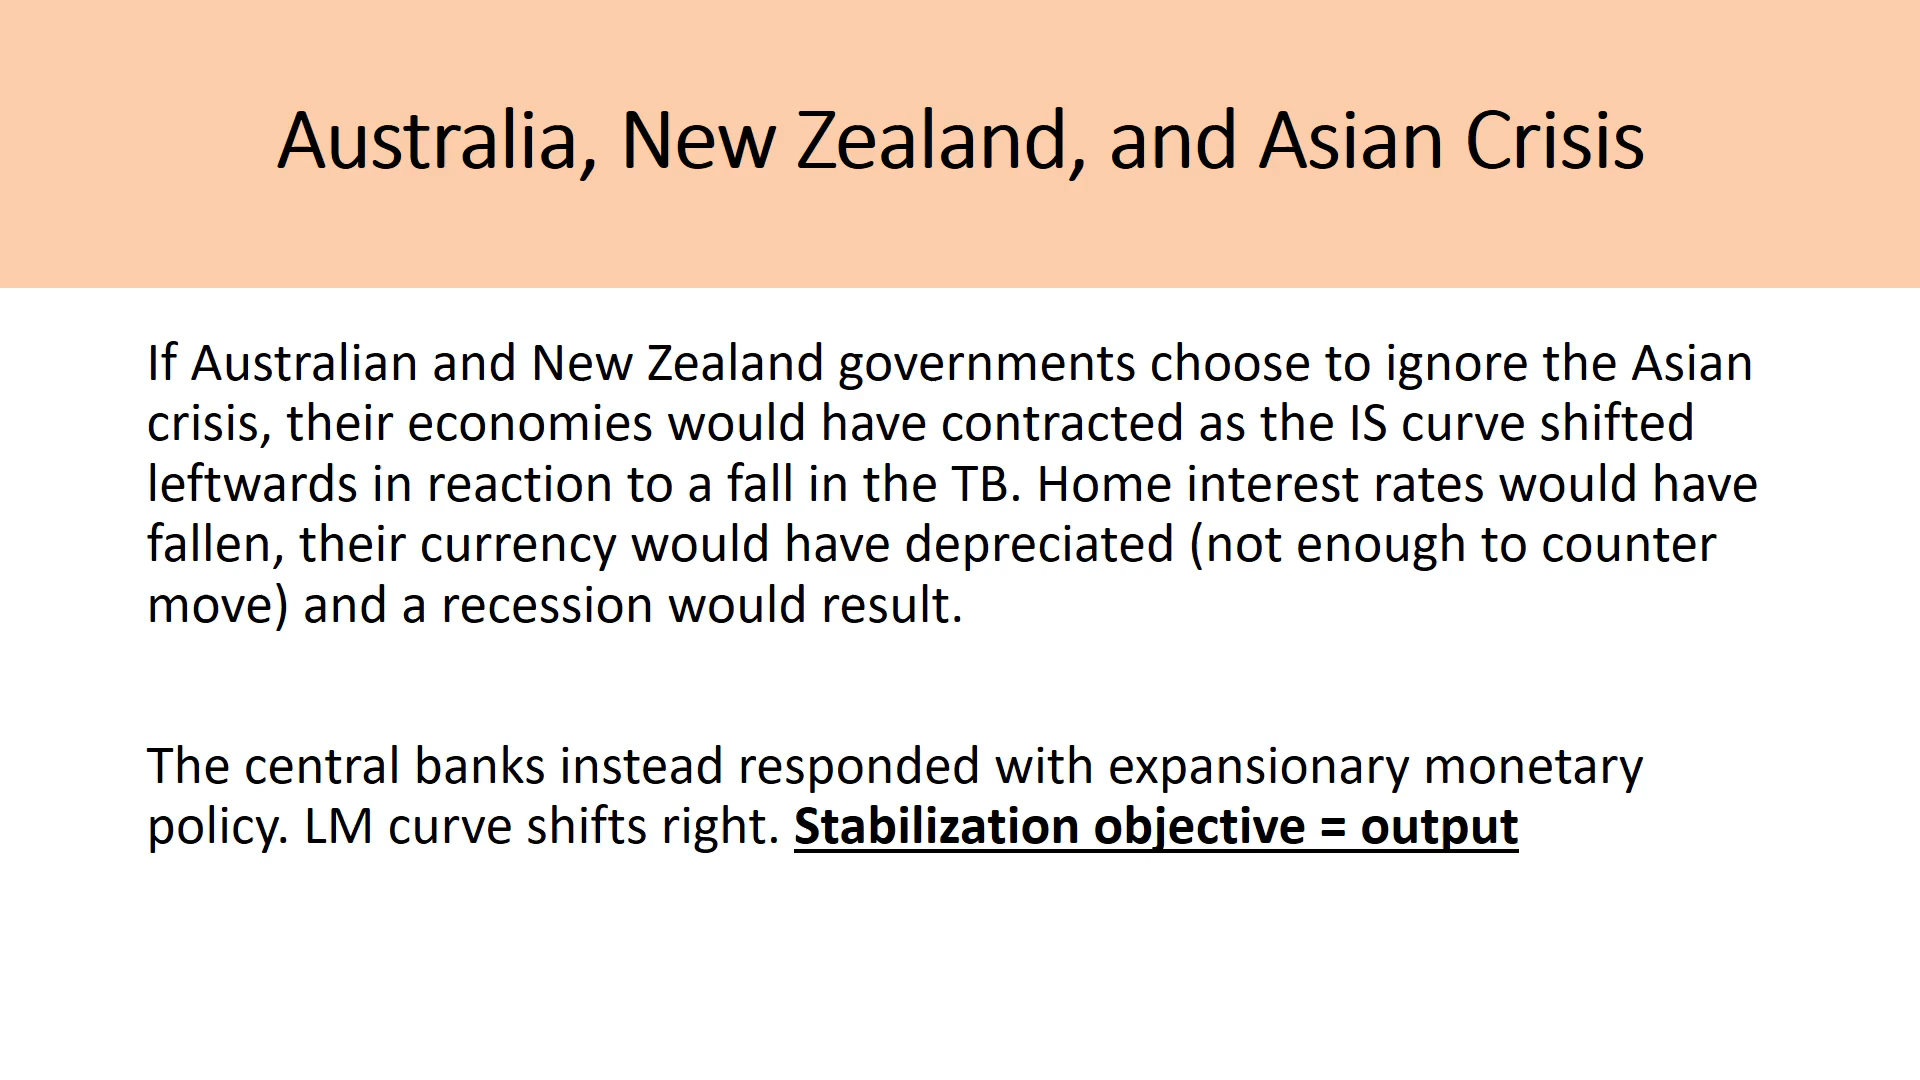 Australia, New Zealand, and Asian Crisis
If Australian and New Zealand governments choose to ignore the Asian
crisis, their economies would have contracted as the IS curve shifted
leftwards in reaction to a fall in the TB. Home interest rates would have
fallen, their currency would have depreciated (not enough to counter
move) and a recession would result.
The central banks instead responded with expansionary monetary
policy. LM curve shifts right. Stabilization objective = output